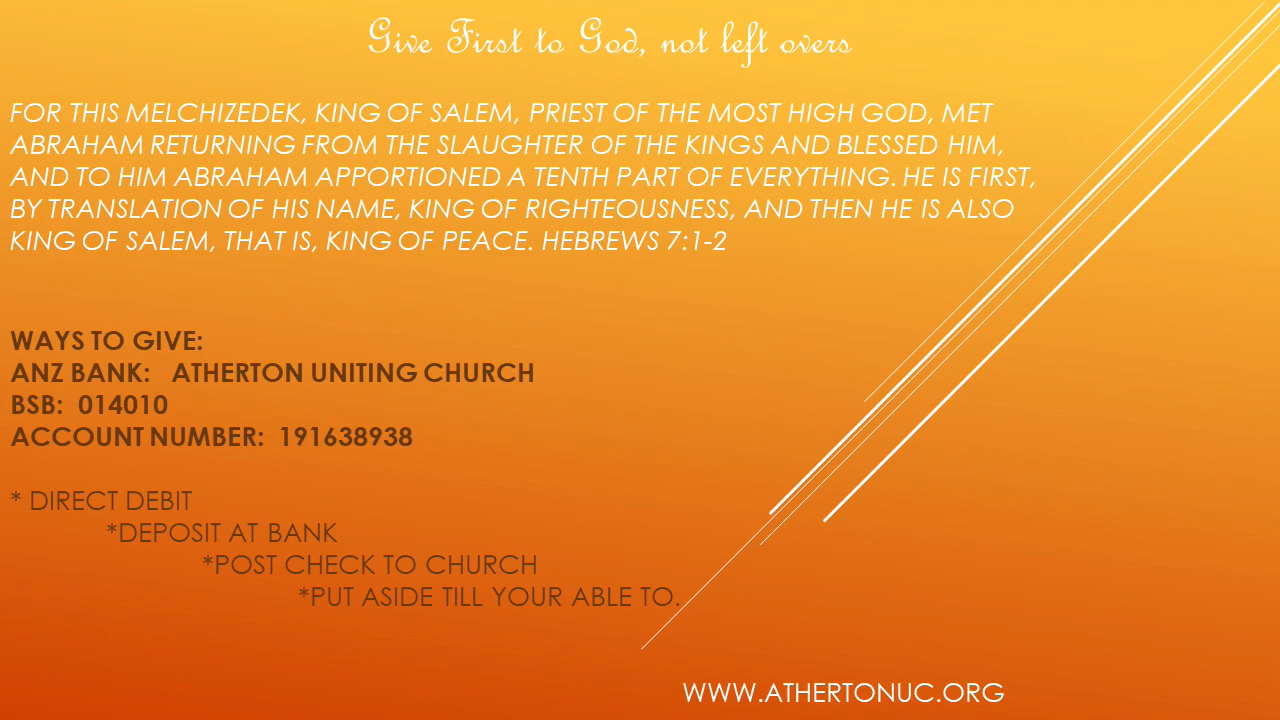 Give First to God, not left overs
FOR THIS MELCHIZEDEK, KING OF SALEM, PRIEST OF THE MOST HIGH GOD, MET
ABRAHAM RETURNING FROM THE SLAUGHTER OF THE KINGS AND BLESSED HIM,
AND TO HIM ABRAHAM APPORTIONED A TENTH PART OF EVERYTHING. HE IS FIRST,
BY TRANSLATION OF HIS NAME, KING OF RIGHTEOUSNESS, AND THEN HE IS ALSO
KING OF SALEM, THAT IS, KING OF PEACE. HEBREWS 7:1-2
WAYS TO GIVE:
ANZ BANK: ATHERTON UNITING CHURCH
BSB: 014010
ACCOUNT NUMBER: 191638938
* DIRECT DEBIT
*DEPOSIT AT BANK
*POST CHECK TO CHURCH
*PUT ASIDE TILL YOUR ABLE TO.
WWW.ATHERTONUC.ORG